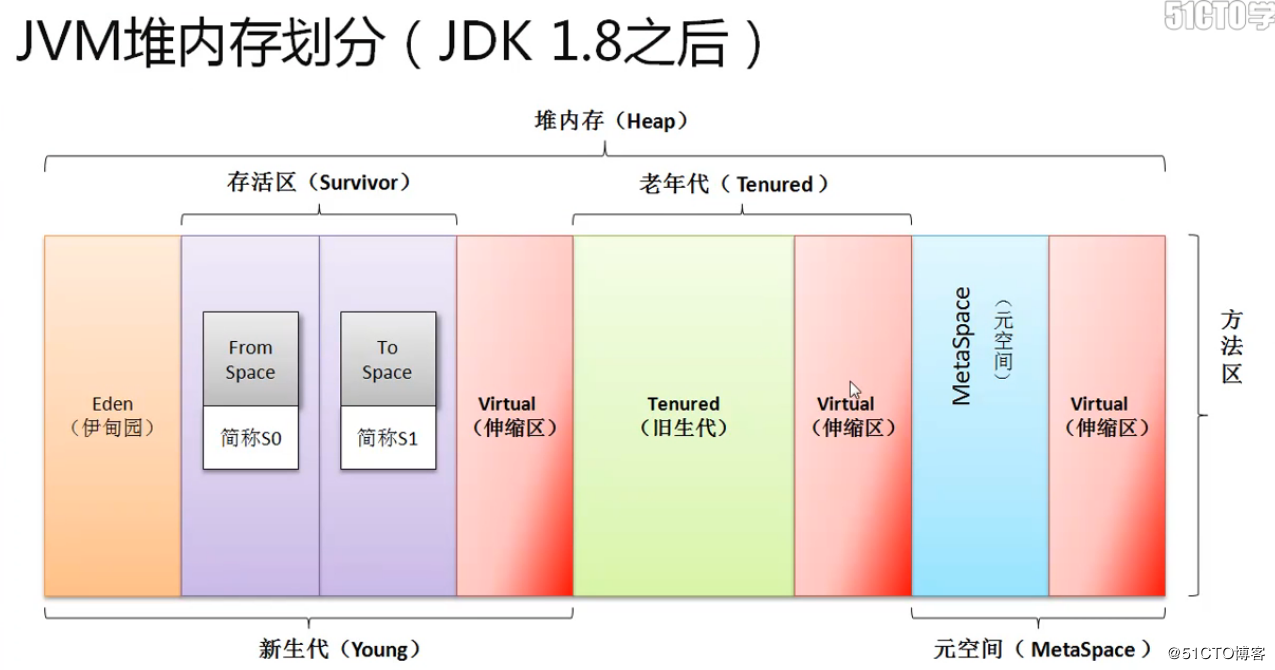 51CTO学
JVM堆内存划分（JDK 1.8之后）
堆内存（Heap）
存活区（Survivor）
老年代（ Tenured ）
Eden
（伊甸园）
From
Space
简称S0
To
Space
简称S1
Virtual
（伸缩区）
Tenured
（旧生代）
Virtual
（伸缩区）
MetaSpace
（元空间）
Virtual
（伸缩区）
方法区
新生代（Young）
元空间（ MetaSpace ）
@51CTO博客